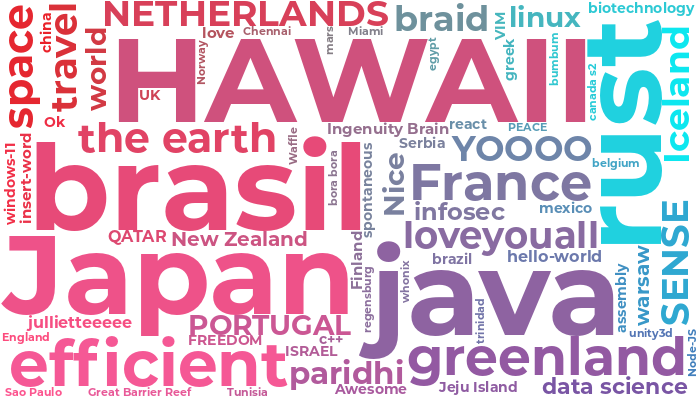 NETHERLANDS
braid
linux
biotechnology
space
china
travel
world
love
Chennai
Norway
mars
Miami
egypt
VIM
greek
bumbum
canada s2
rust
Iceland
HAWAII
UK
Ok
the earth
Ingenuity Brain
react
PEACE
Serbia
YOOOO
belgium
windows-11
insert-word
brasil
Waffle
bora bora
spontaneous
Nice
France
infosec
mexico
QATAR
New Zealand
Finland
loveyouall
brazil
hello-world
SENSE
warsaw
assembly
Japan
regensburg
whonix
java
trinidad
unity3d
Node-JS
jullietteeeee
England
PORTUGAL
FREEDOM
c++
ISRAEL
efficient
paridhi
greenland
Sao Paulo
Great Barrier Reef
Tunisia
Awesome
Jeju Island
data science